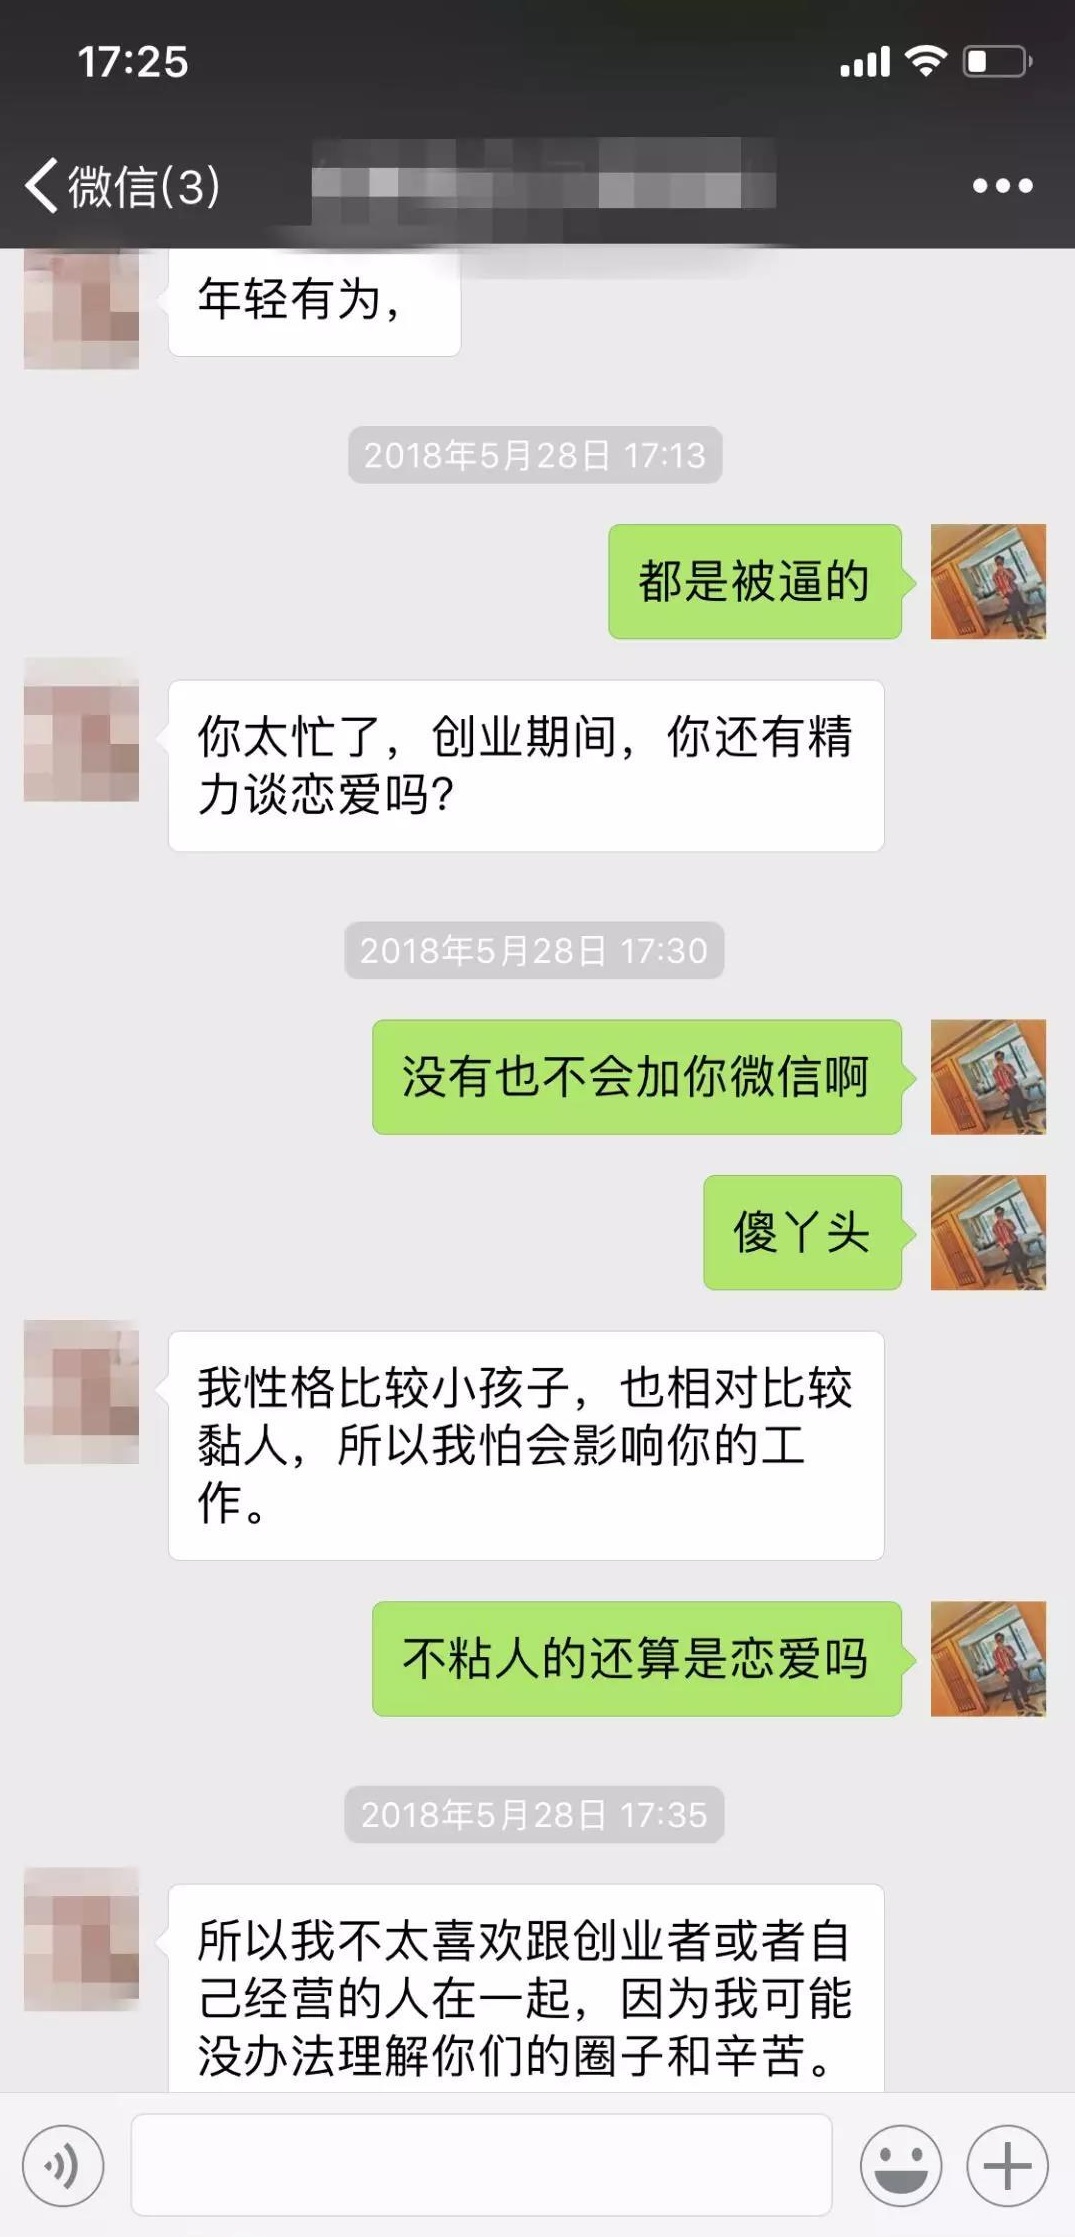 17:25
微信(3)
年轻有为，
2018年5月28日 17:13
都是被逼的
你太忙了，创业期间，你还有精
力谈恋爱吗?
2018年5月28日 17:30
没有也不会加你微信啊
傻丫头
我性格比较小孩子，也相对比较
黏人，所以我怕会影响你的工
作。
不粘人的还算是恋爱吗
2018年5月28日 17:35
所以我不太喜欢跟创业者或者自
己经营的人在一起，因为我可能
没办法理解你们的圈子和辛苦。